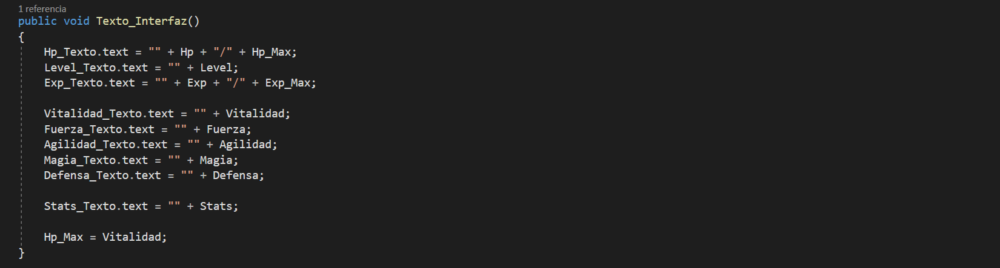 1 referencia
public void Texto_Interfaz()
{
Hp_Texto.text = "" + Hp + "/" + Hp_Max;
Level_Texto.text = "" + Level;
Exp_Texto.text = "" + Exp + "/" + Exp_Max;
Vitalidad_Texto.text = "" + Vitalidad;
Fuerza_Texto.text = "" + Fuerza;
Agilidad_Texto.text = "" + Agilidad;
Magia_Texto.text = "" + Magia;
Defensa_Texto.text = "" + Defensa;
Stats_Texto.text = "" + Stats;
Hp_Max = Vitalidad;
}